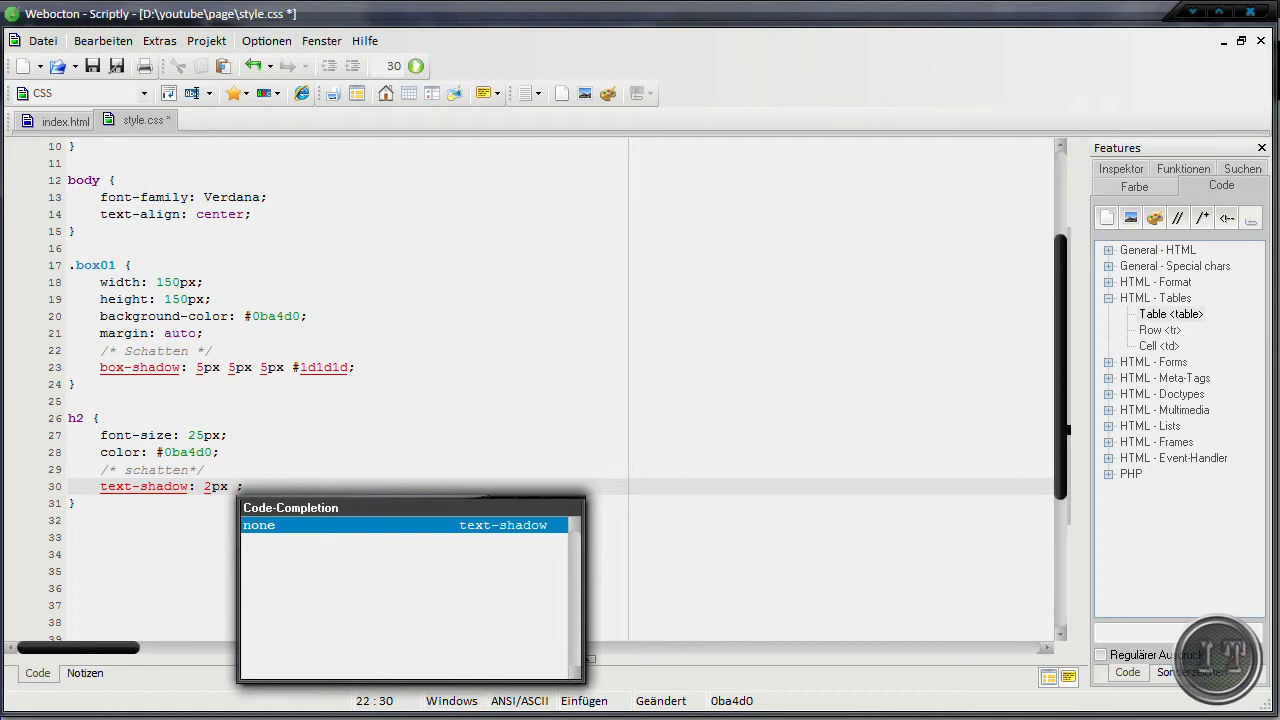 Webocton - Scriptly - [D:\youtube\page\style.css *]
Datei Bearbeiten Extras Projekt Optionen Fenster Hilfe
30
CSS
index.html style.css *
10 }
11
12 body {
13 font-family: Verdana;
14 text-align: center;
15 }
16
17 .box01 {
18 width: 150px;
19 height: 150px;
20 background-color: #0ba4d0;
21 margin: auto;
22 /* Schatten */
23 box-shadow: 5px 5px 5px #1d1d1d;
24 }
25
26 h2 {
27 font-size: 25px;
28 color: #0ba4d0;
29 /* schatten*/
30 text-shadow: 2px ;
31 }
32
33
34
35
36
37
38
39
Code-Completion
none text-shadow
Features
Inspektor Funktionen Suchen
Farbe Code
// /* <!--
General - HTML
General - Special chars
HTML - Format
HTML - Tables
Table <table>
Row <tr>
Cell <td>
HTML - Forms
HTML - Meta-Tags
HTML - Doctypes
HTML - Multimedia
HTML - Lists
HTML - Frames
HTML - Event-Handler
PHP
Regulärer Ausdruck
Code
IT
Code Notizen
22 : 30 Windows ANSI/ASCII Einfügen Geändert 0ba4d0